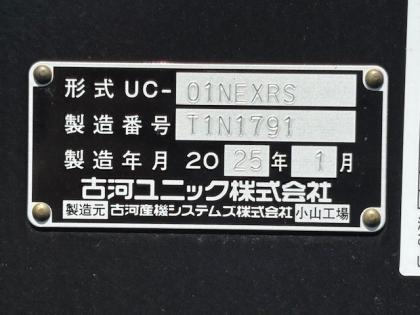 形式 UC- 01NEXRS
製造番号 T1N1791
製造年月 2025年 1月
古河ユニック株式会社
製造元 古河産機システムズ株式会社 小山工場